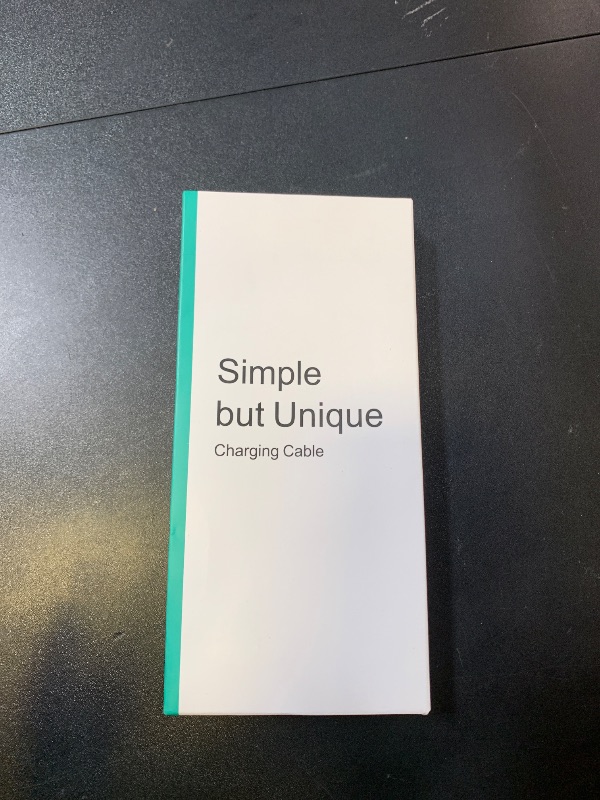 Simple
but Unique
Charging Cable